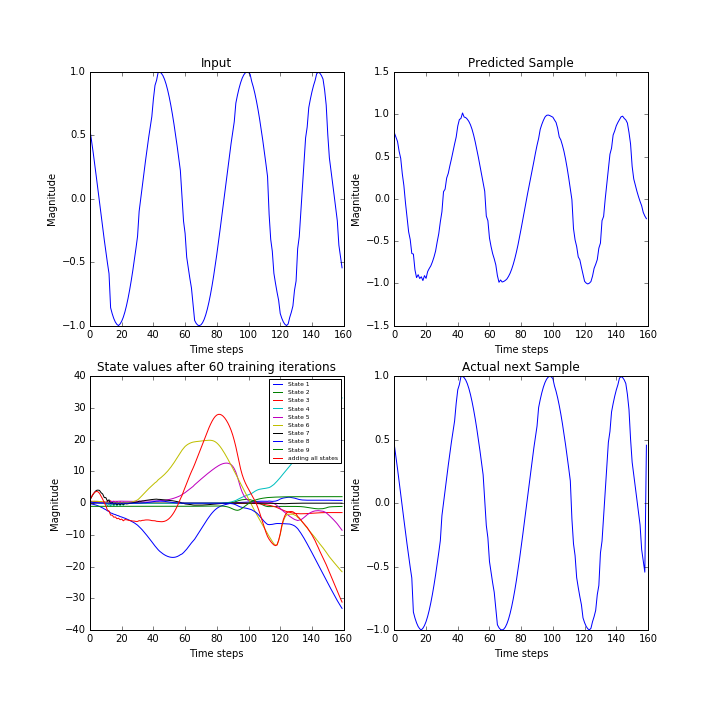 Input
Magnitude
1.0
0.5
0.0
−0.5
−1.0
0 20 40 60 80 100 120 140 160
Time steps
Predicted Sample
Magnitude
1.5
1.0
0.5
0.0
−0.5
−1.0
−1.5
0 20 40 60 80 100 120 140 160
Time steps
State values after 60 training iterations
Magnitude
40
30
20
10
0
−10
−20
−30
−40
0 20 40 60 80 100 120 140 160
Time steps
State 1
State 2
State 3
State 4
State 5
State 6
State 7
State 8
State 9
adding all states
Actual next Sample
Magnitude
1.0
0.5
0.0
−0.5
−1.0
0 20 40 60 80 100 120 140 160
Time steps